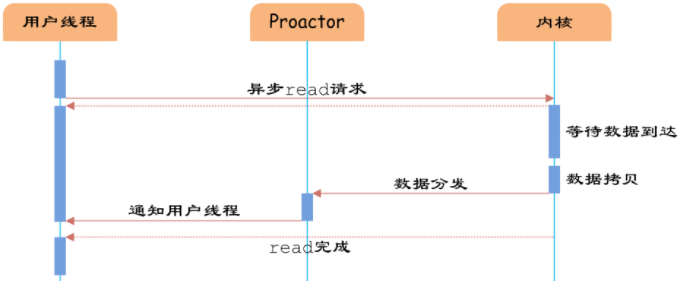 用户线程
Proactor
内核
异步read请求
等待数据到达
数据拷贝
数据分发
通知用户线程
read完成